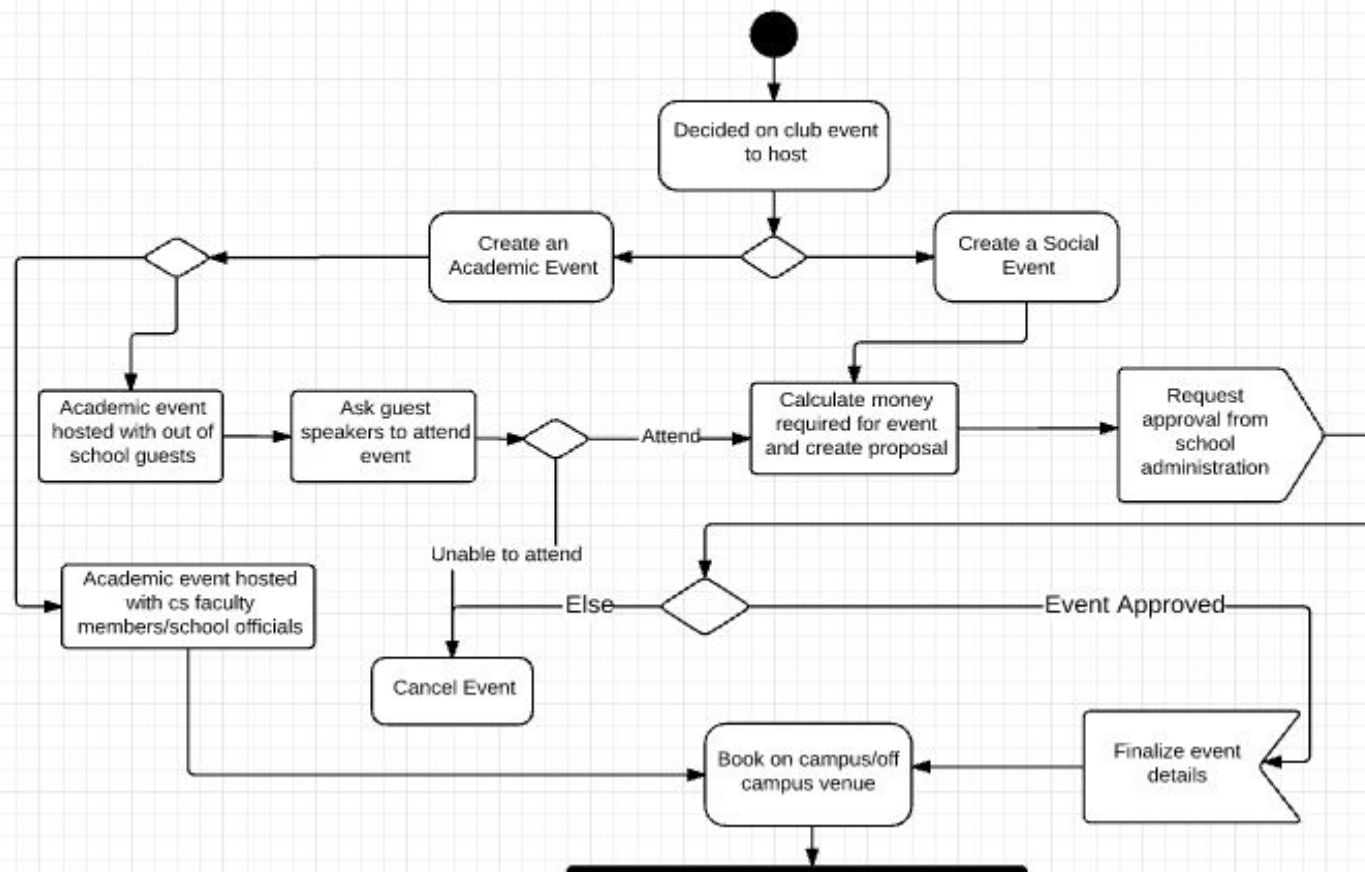 Decided on club event
to host
Create an
Academic Event
Create a Social
Event
Academic event
hosted with out of
school guests
Ask guest
speakers to attend
event
Attend
Calculate money
required for event
and create proposal
Request
approval from
school
administration
Unable to attend
Academic event hosted
with cs faculty
members/school officials
Else
Event Approved
Cancel Event
Book on campus/off
campus venue
Finalize event
details